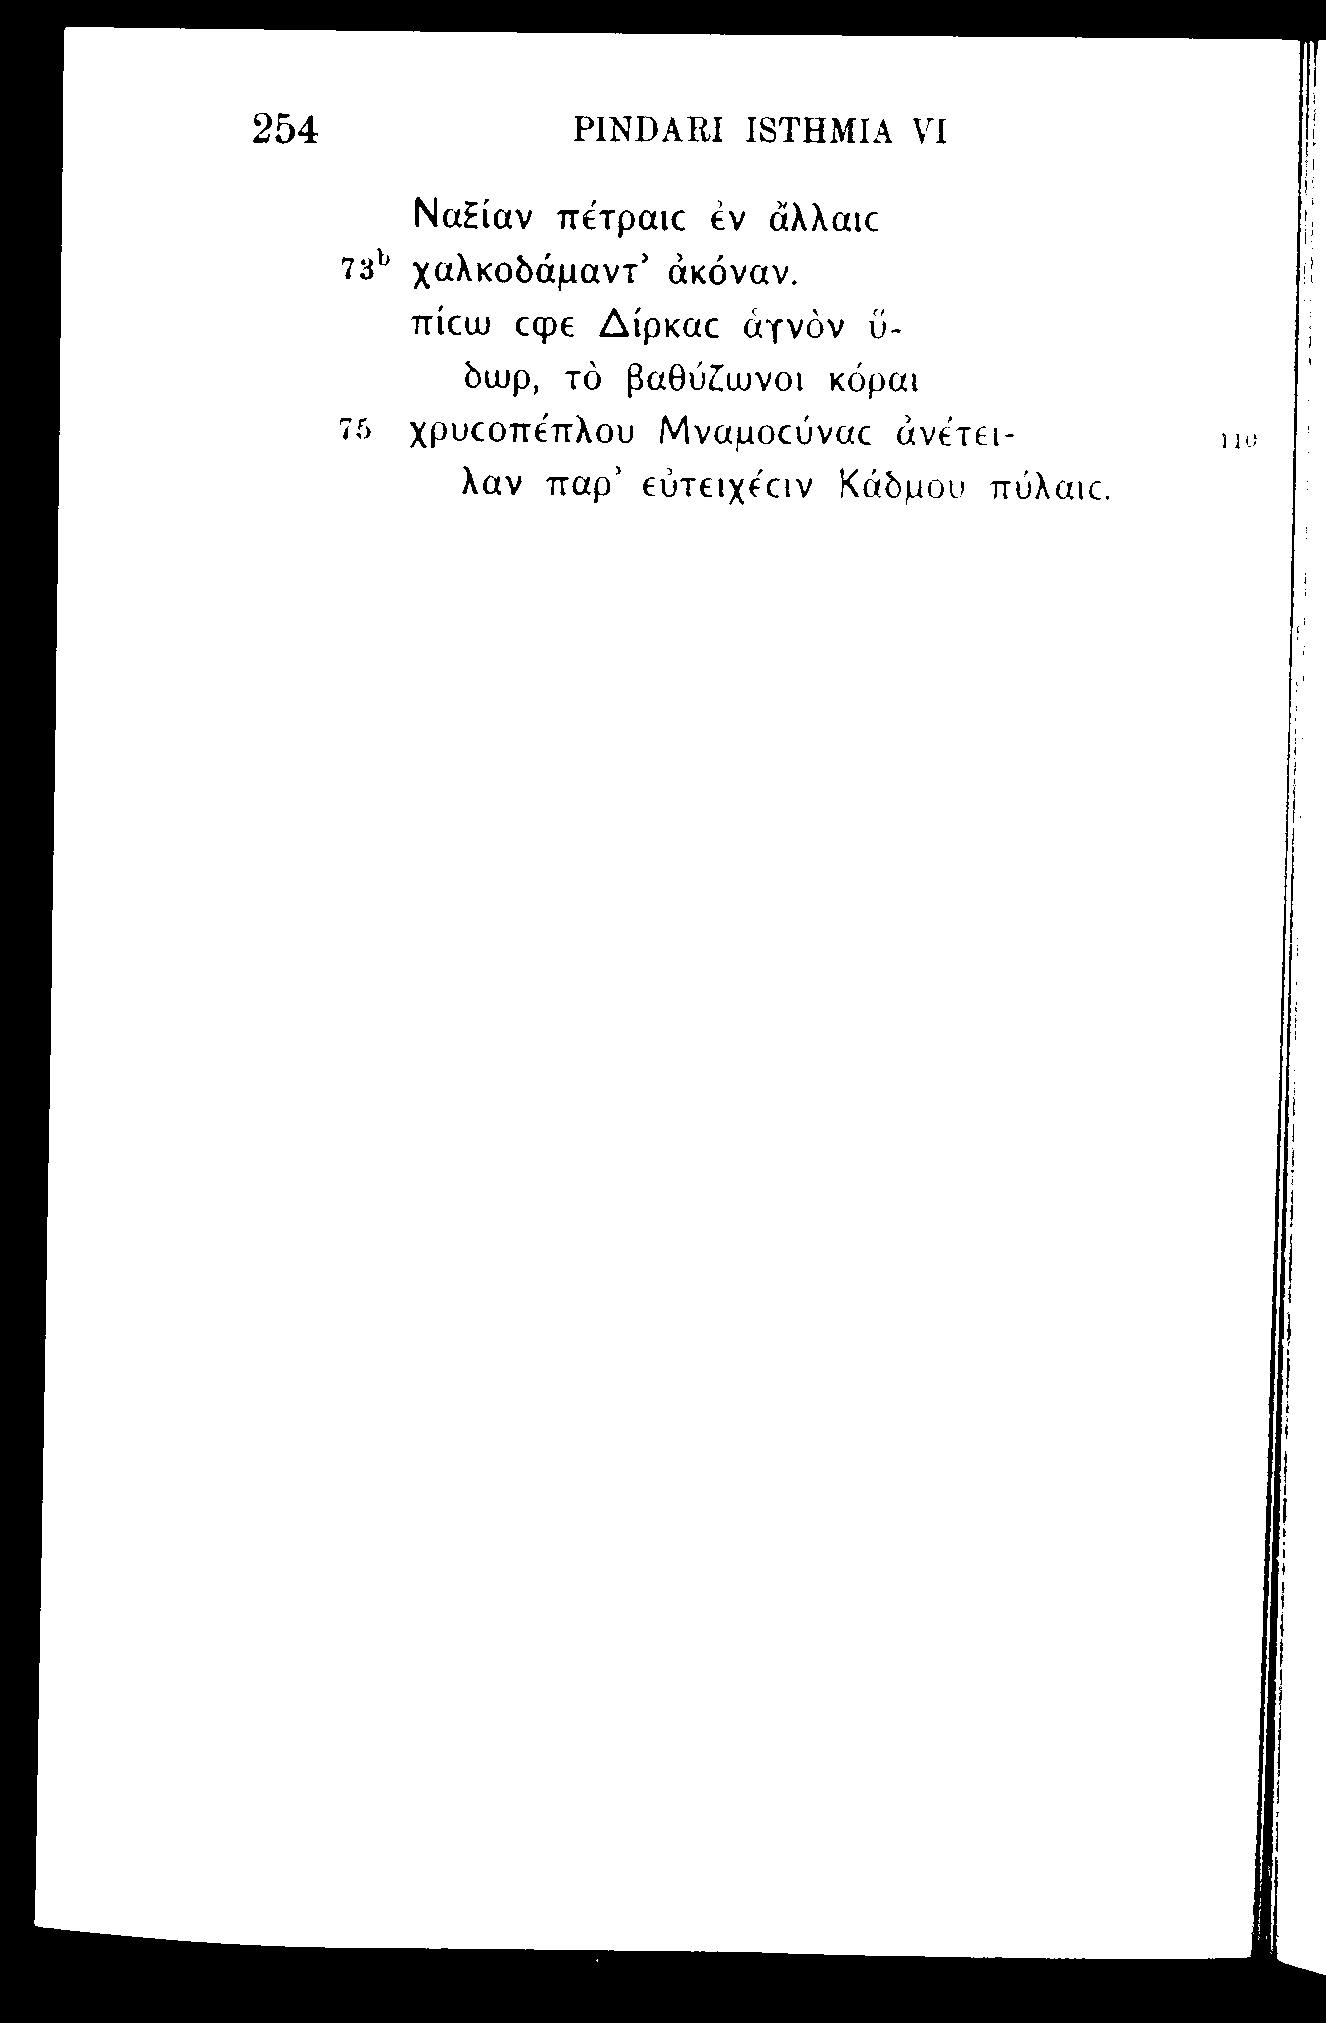 254 PINDARI ISTHMIA VI
Ναξίαν πέτραιϲ ἐν ἄλλαιϲ
73ᵇ χαλκοδάμαντ’ ἀκόναν.
πίϲω ϲφε Δίρκαϲ ἁγνὸν ὕ-
δωρ, τὸ βαθύζωνοι κόραι
75 χρυϲοπέπλου Μναμοϲύναϲ ἀνέτει- 110
λαν παρ’ εὐτειχέϲιν Κάδμου πύλαιϲ.